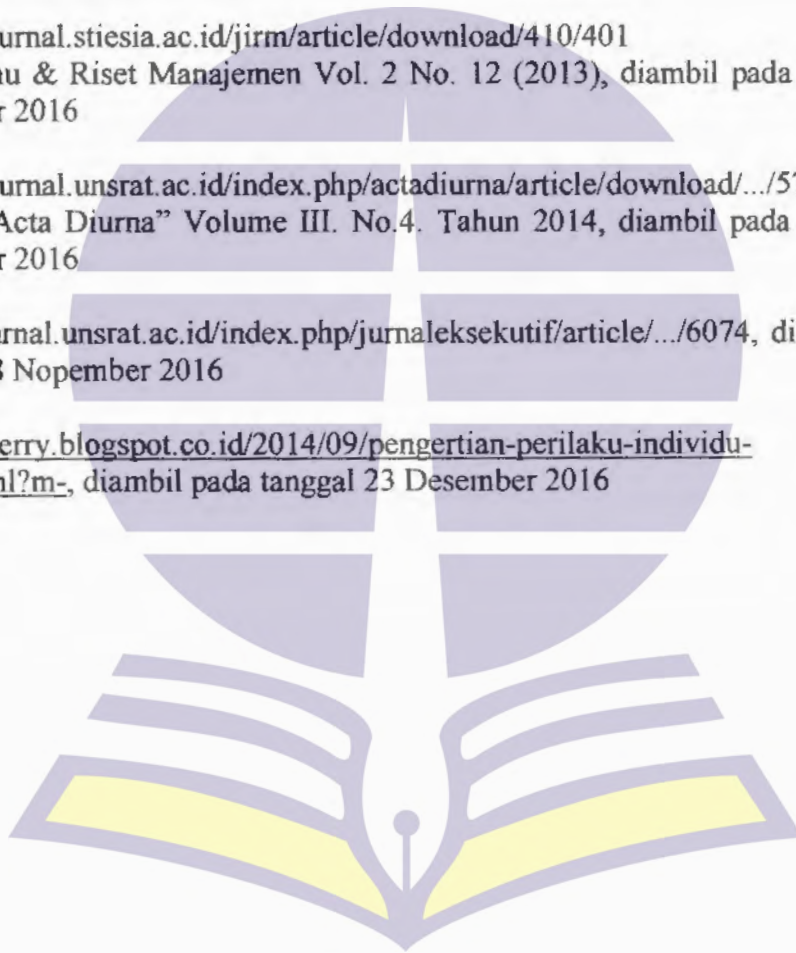 urnal.stiesia.ac.id/jirm/article/download/410/401
u & Riset Manajemen Vol. 2 No. 12 (2013), diambil pada
r 2016
urnal.unsrat.ac.id/index.php/actadiurna/article/download/.../5
Acta Diurna” Volume III. No.4. Tahun 2014, diambil pada
r 2016
rnal.unsrat.ac.id/index.php/jurnaleksekutif/article/.../6074, di
3 Nopember 2016
erry.blogspot.co.id/2014/09/pengertian-perilaku-individu-
nl?m-, diambil pada tanggal 23 Desember 2016